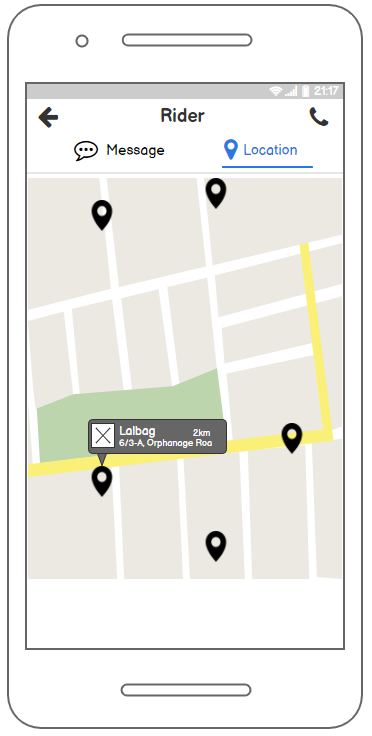 21:17
Rider
Message
Location
Lalbag 2km
6/3-A, Orphanage Roa